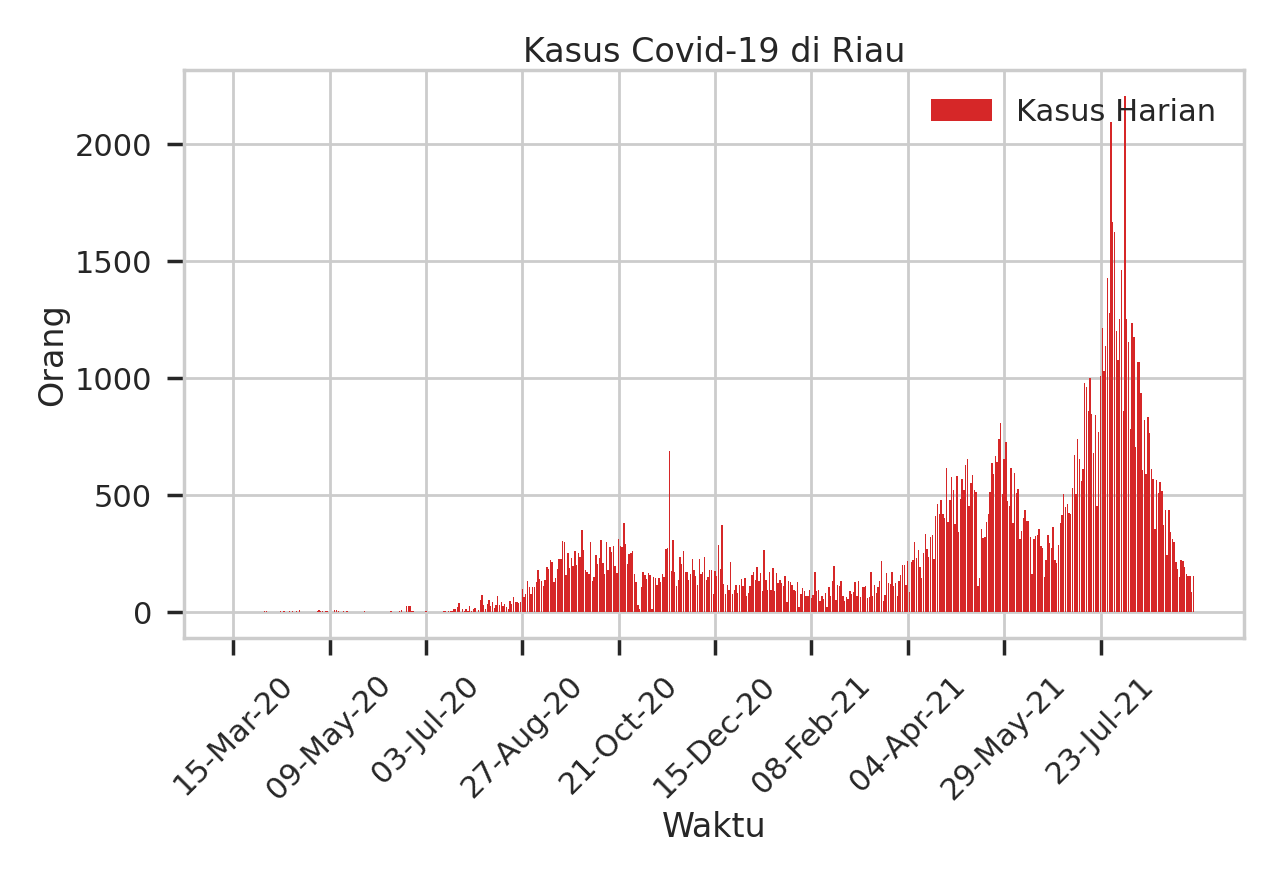 Kasus Covid-19 di Riau
Kasus Harian
2000
1500
1000
500
0
Orang
15-Mar-20
09-May-20
03-Jul-20
27-Aug-20
21-Oct-20
15-Dec-20
08-Feb-21
04-Apr-21
29-May-21
23-Jul-21
Waktu